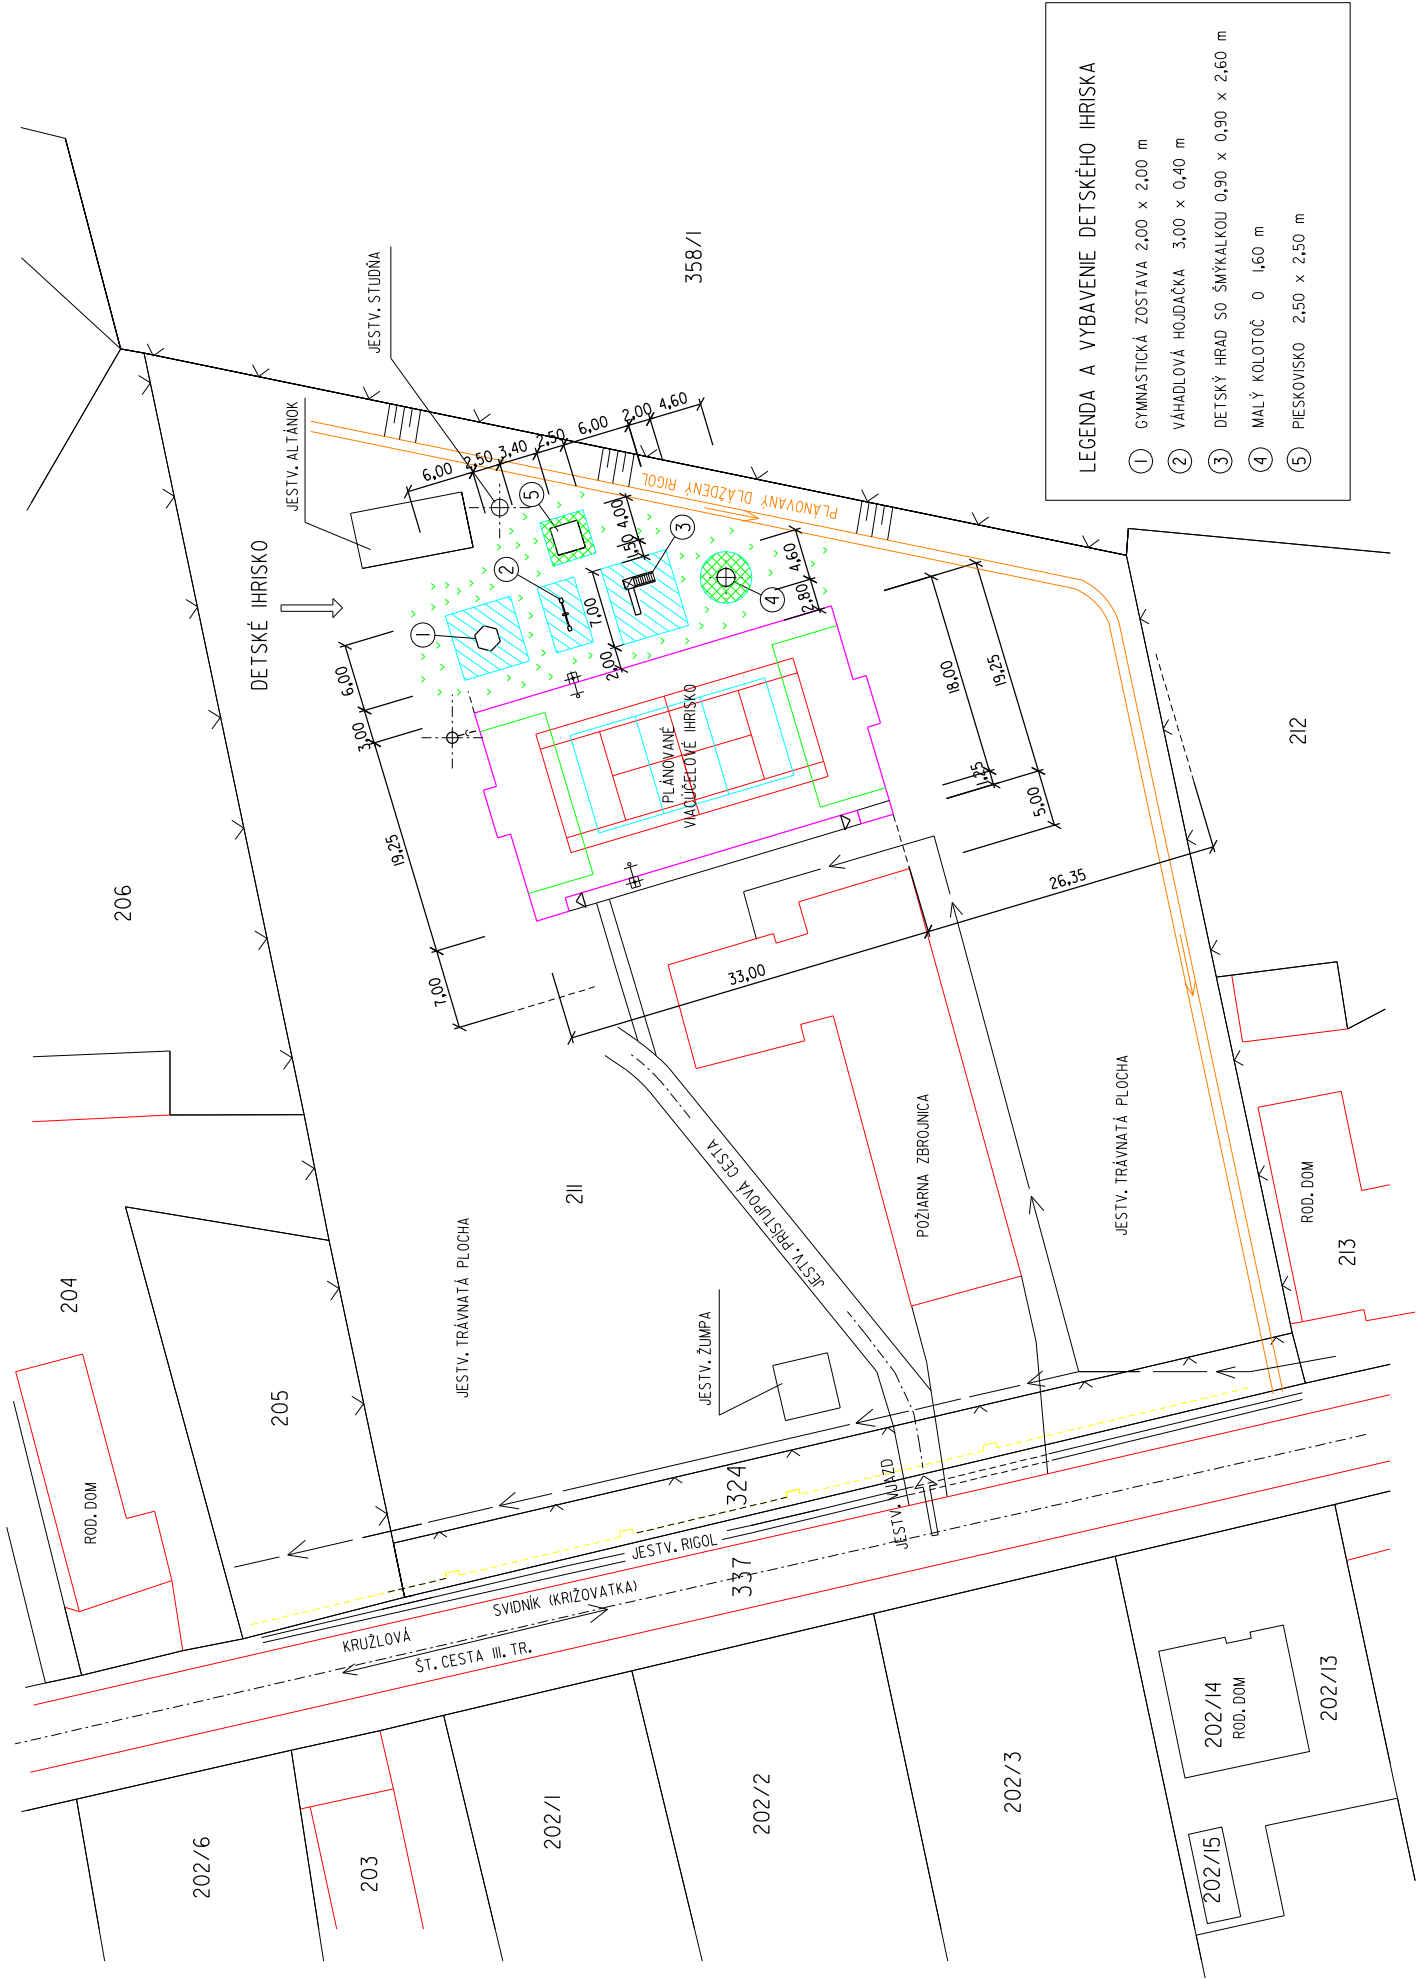 LEGENDA A VYBAVENIE DETSKÉHO IHRISKA
1 GYMNASTICKÁ ZOSTAVA 2,00 x 2,00 m
2 VÁHADLOVÁ HOJDAČKA 3,00 x 0,40 m
3 DETSKÝ HRAD SO ŠMÝKALKOU 0,90 x 0,90 x 2,60 m
4 MALÝ KOLOTOČ O 1,60 m
5 PIESKOVISKO 2,50 x 2,50 m
DETSKÉ IHRISKO
JESTV. ALTÁNOK
JESTV. STUDŇA
358/1
6,00
2,50
3,40
2,50
6,00
2,00
4,60
PLÁNOVANÝ DLÁŽDENÝ RIGOL
1
2
3
4
5
4,00
1,50
7,00
2,00
4,60
2,80
6,00
3,00
19,25
7,00
PLÁNOVANÉ
VIACÚČELOVÉ IHRISKO
18,00
19,25
1,25
5,00
26,35
33,00
206
212
211
204
205
213
ROD. DOM
ROD. DOM
JESTV. TRÁVNATÁ PLOCHA
JESTV. TRÁVNATÁ PLOCHA
JESTV. PRÍSTUPOVÁ CESTA
POŽIARNA ZBROJNICA
JESTV. ŽUMPA
JESTV. VJAZD
JESTV. RIGOL
324
337
KRUŽLOVÁ
SVIDNÍK (KRIŽOVATKA)
ŠT. CESTA III. TR.
202/6
203
202/1
202/2
202/3
202/14
ROD. DOM
202/13
202/15